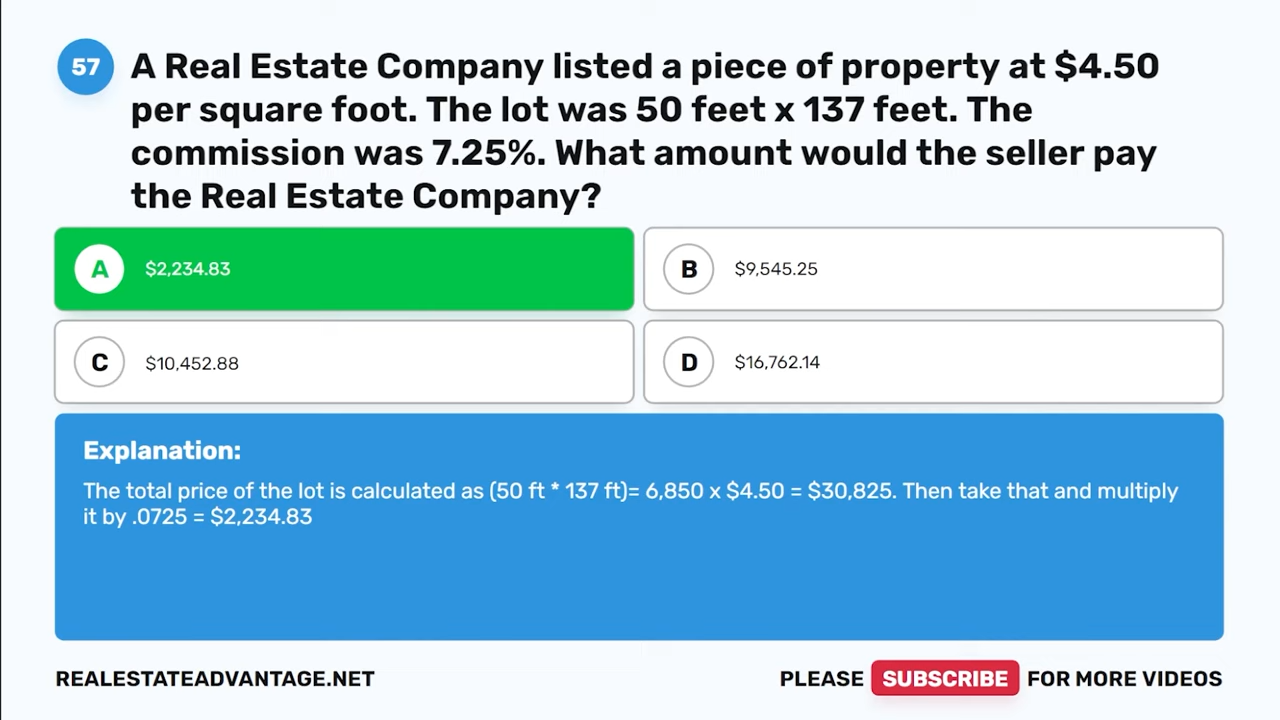 57
A Real Estate Company listed a piece of property at $4.50
per square foot. The lot was 50 feet x 137 feet. The
commission was 7.25%. What amount would the seller pay
the Real Estate Company?
A $2,234.83
B $9,545.25
C $10,452.88
D $16,762.14
Explanation:
The total price of the lot is calculated as (50 ft * 137 ft)= 6,850 x $4.50 = $30,825. Then take that and multiply
it by .0725 = $2,234.83
REALESTATEADVANTAGE.NET
PLEASE SUBSCRIBE FOR MORE VIDEOS